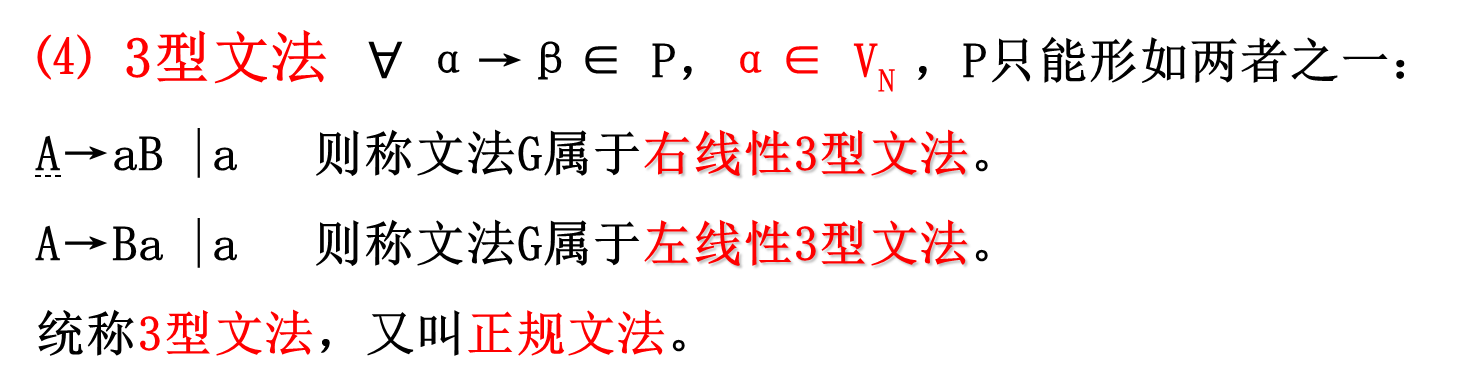 (4) 3型文法 ∀ α→β∈ P, α∈ V_N , P只能形如两者之一：
A→aB |a 则称文法G属于右线性3型文法。
A→Ba |a 则称文法G属于左线性3型文法。
统称3型文法，又叫正规文法。